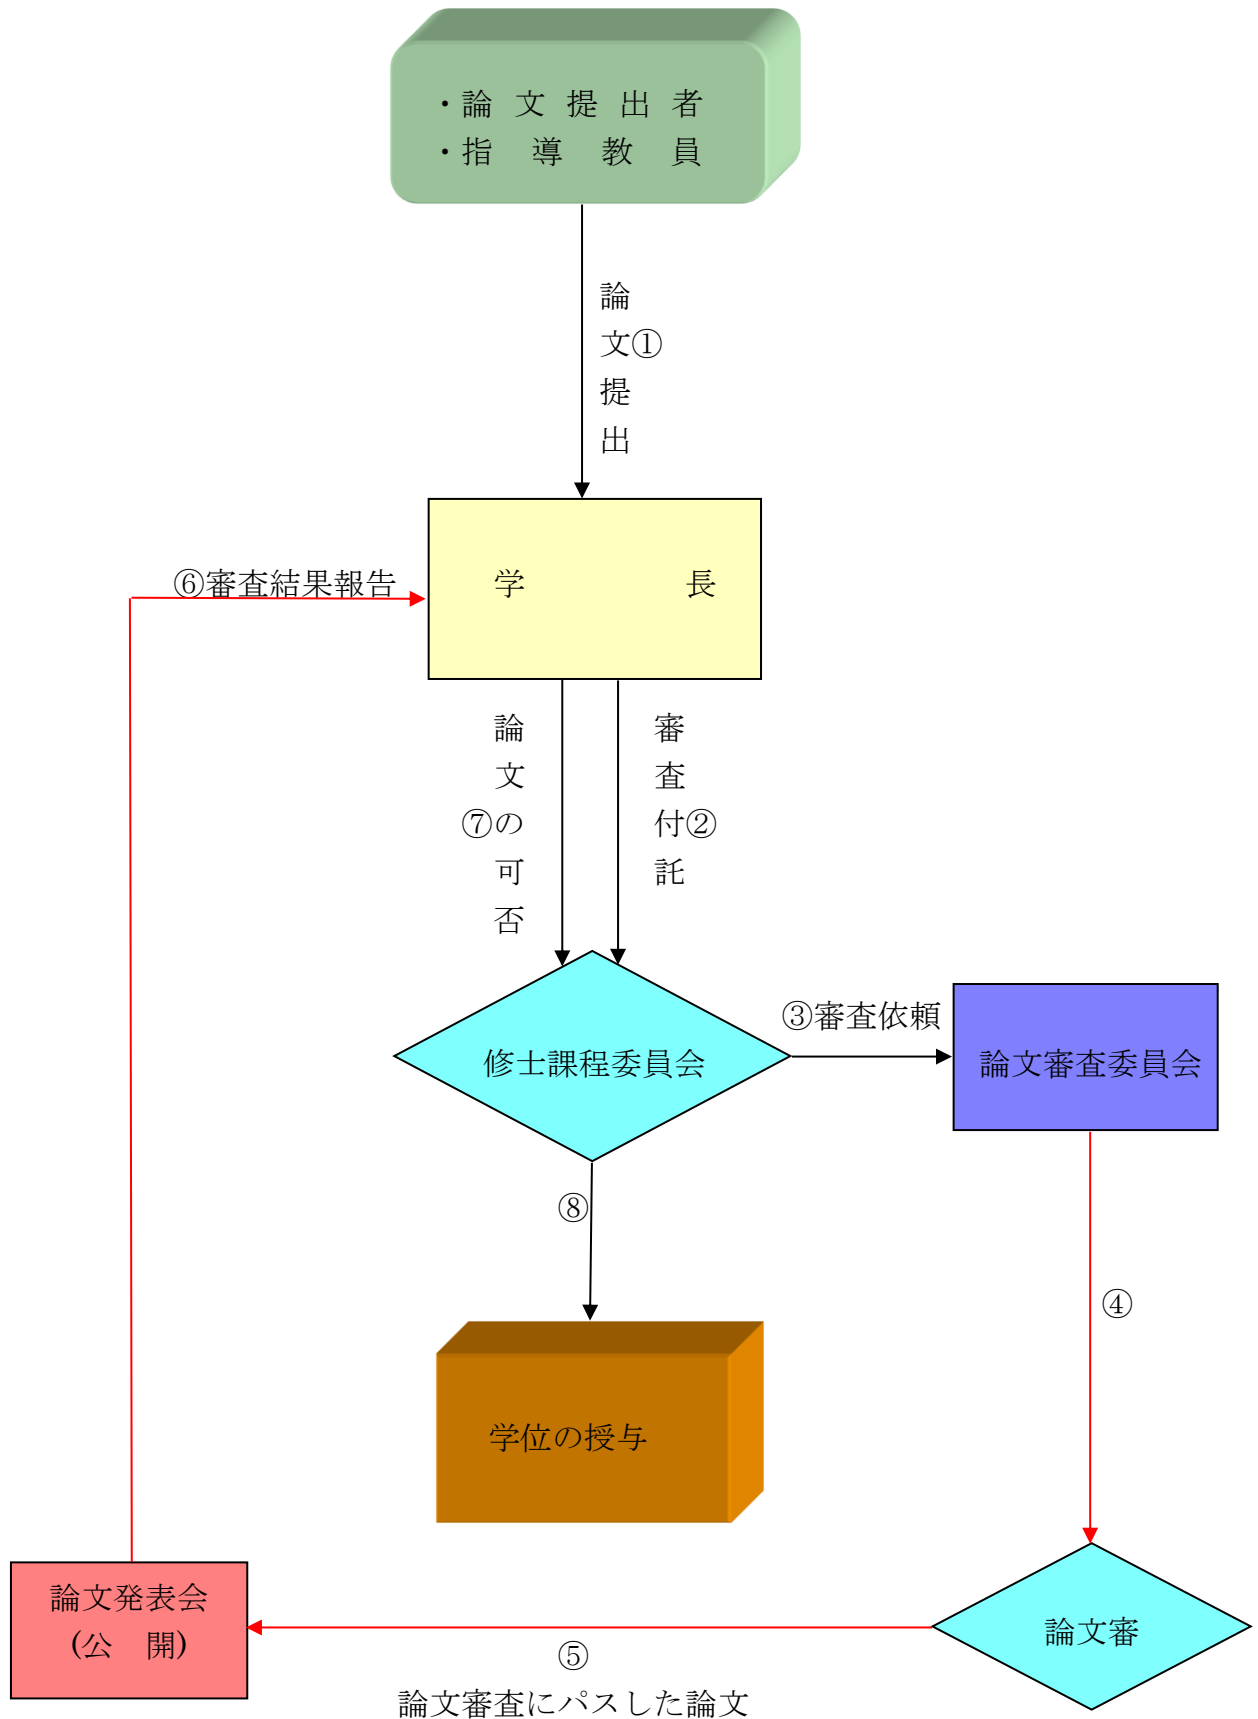 ・論文提出者
・指導教員
論文提出
①
学長
⑥審査結果報告
論文の可否
⑦
審査付託
②
③審査依頼
修士課程委員会
論文審査委員会
⑧
④
学位の授与
論文発表会
(公 開)
論文審
⑤
論文審査にパスした論文